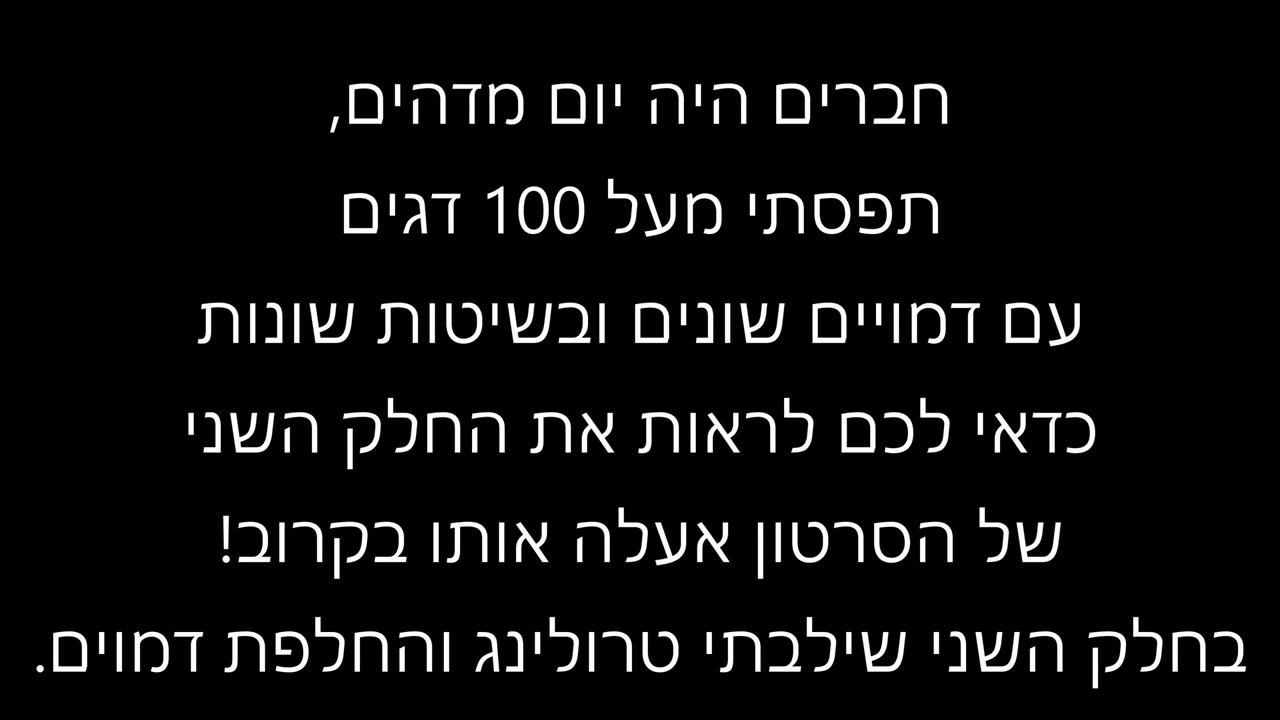 חברים היה יום מדהים,
תפסתי מעל 100 דגים
עם דמויים שונים ובשיטות שונות
כדאי לכם לראות את החלק השני
של הסרטון אעלה אותו בקרוב!
בחלק השני שילבתי טרולינג והחלפת דמוים.